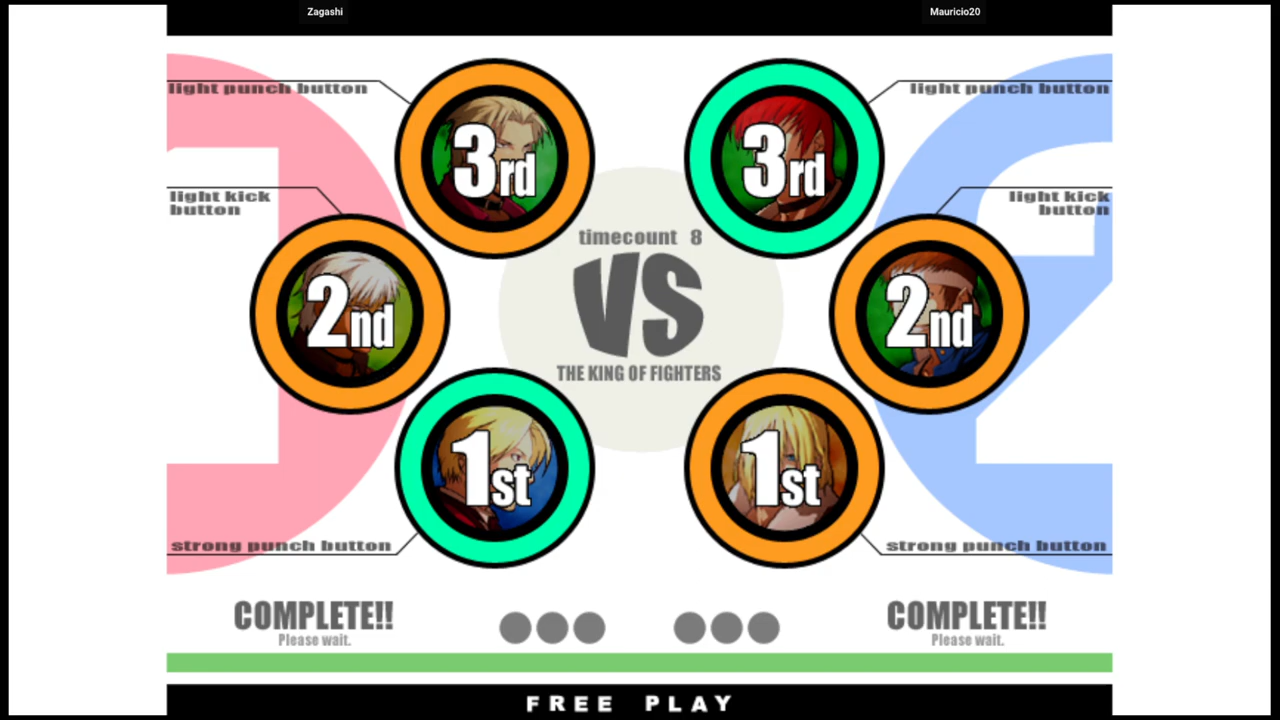 Zagashi
Mauricio20
light punch button
light punch button
3rd
3rd
light kick
button
light kick
button
timecount 8
VS
THE KING OF FIGHTERS
2nd
2nd
1st
1st
strong punch button
strong punch button
COMPLETE!!
Please wait.
COMPLETE!!
Please wait.
FREE PLAY
1
2